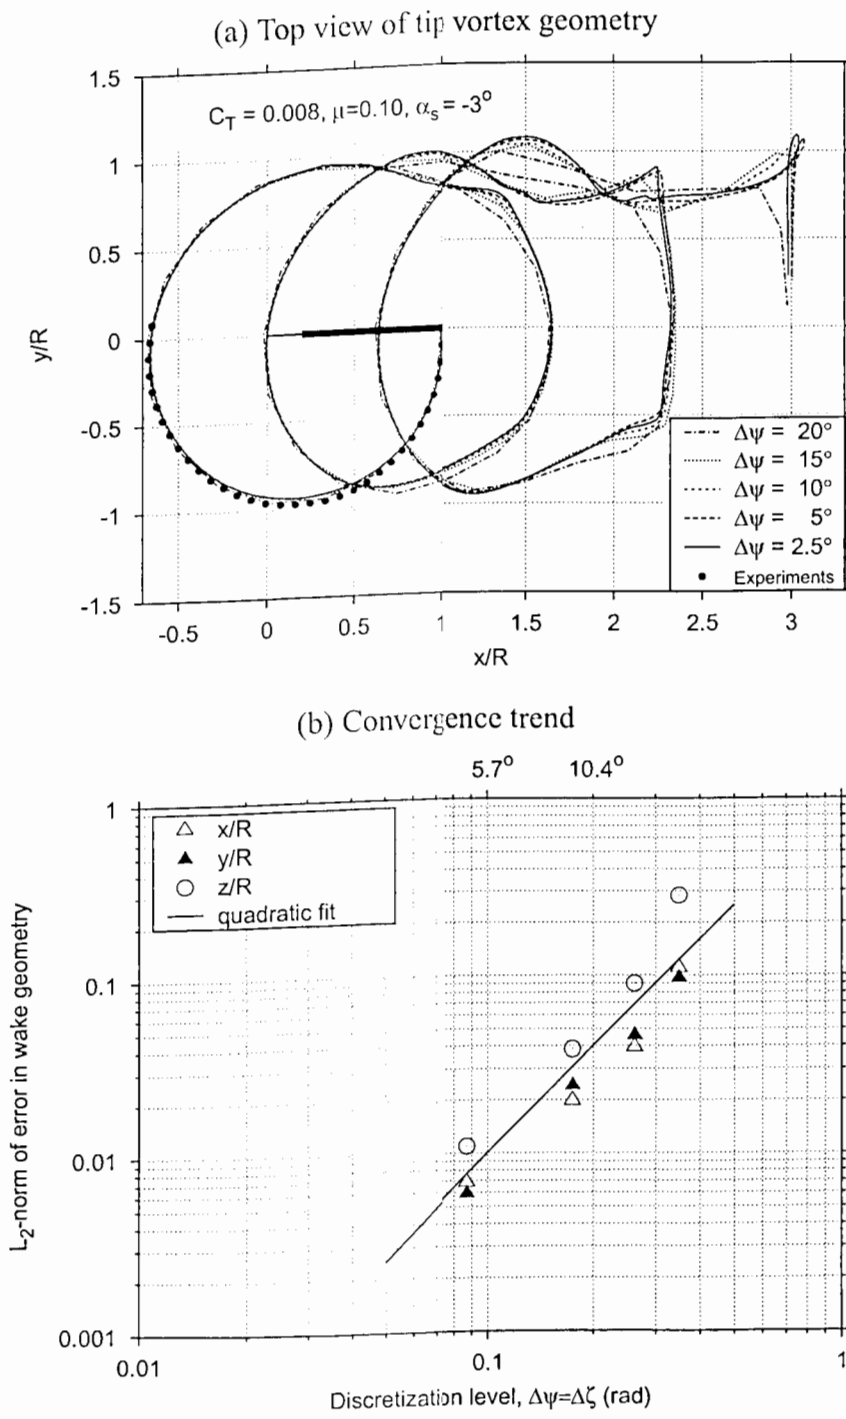 (a) Top view of tip vortex geometry
1.5
C_T = 0.008, μ=0.10, α_s = -3°
1
0.5
y/R
0
-0.5
-1
-1.5
Δψ = 20°
Δψ = 15°
Δψ = 10°
Δψ = 5°
Δψ = 2.5°
Experiments
-0.5 0 0.5 1 1.5 2 2.5 3
x/R
(b) Convergence trend
5.7° 10.4°
1
x/R
y/R
z/R
quadratic fit
L₂-norm of error in wake geometry
0.1
0.01
0.001
0.01 0.1 1
Discretization level, Δψ=Δζ (rad)